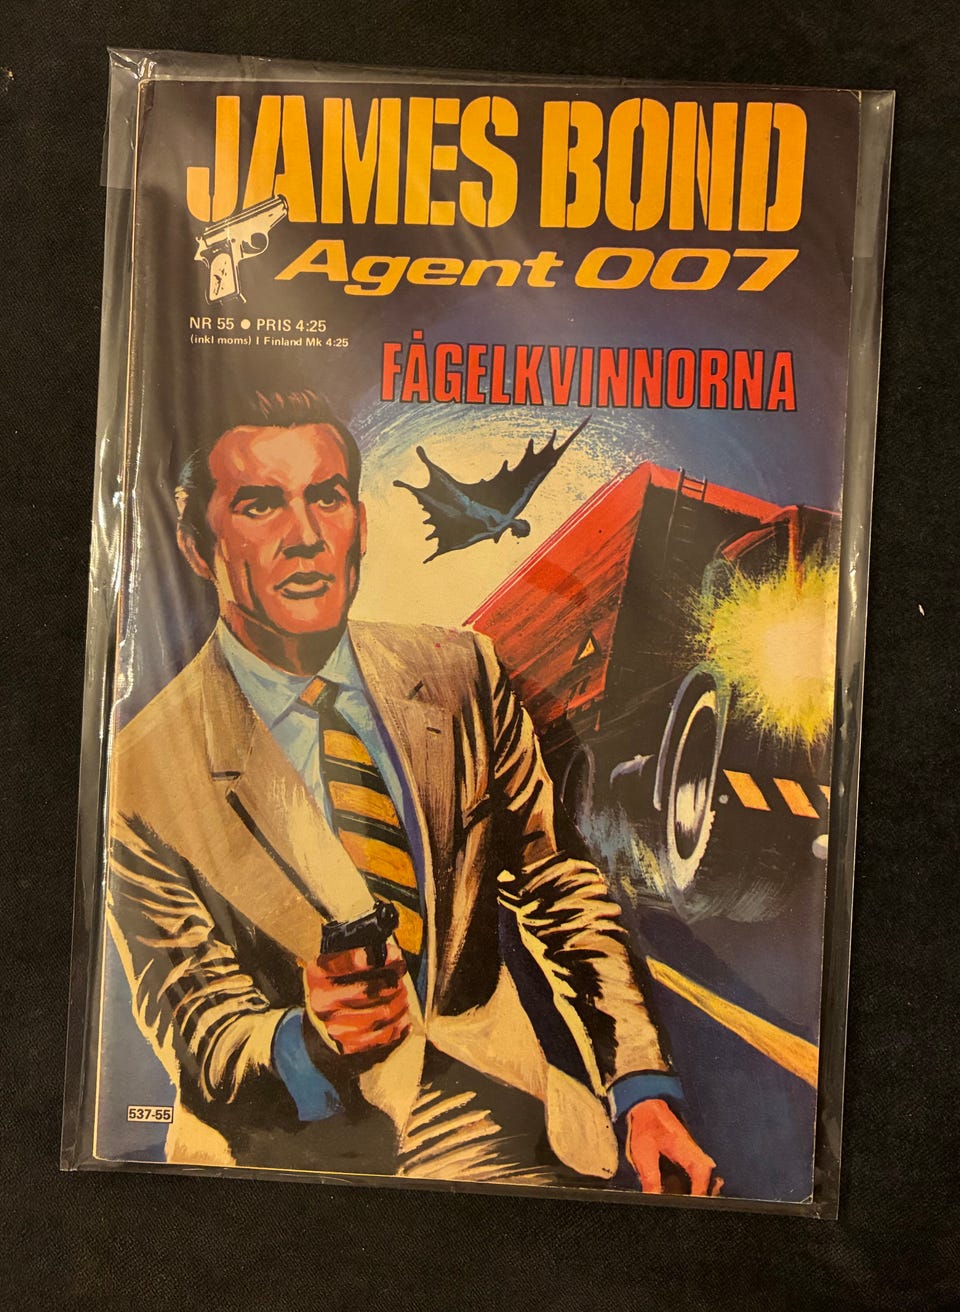 JAMES BOND
Agent 007
NR 55 ● PRIS 4:25
(inkl moms) I Finland Mk 4:25
FÅGELKVINNORNA
537-55